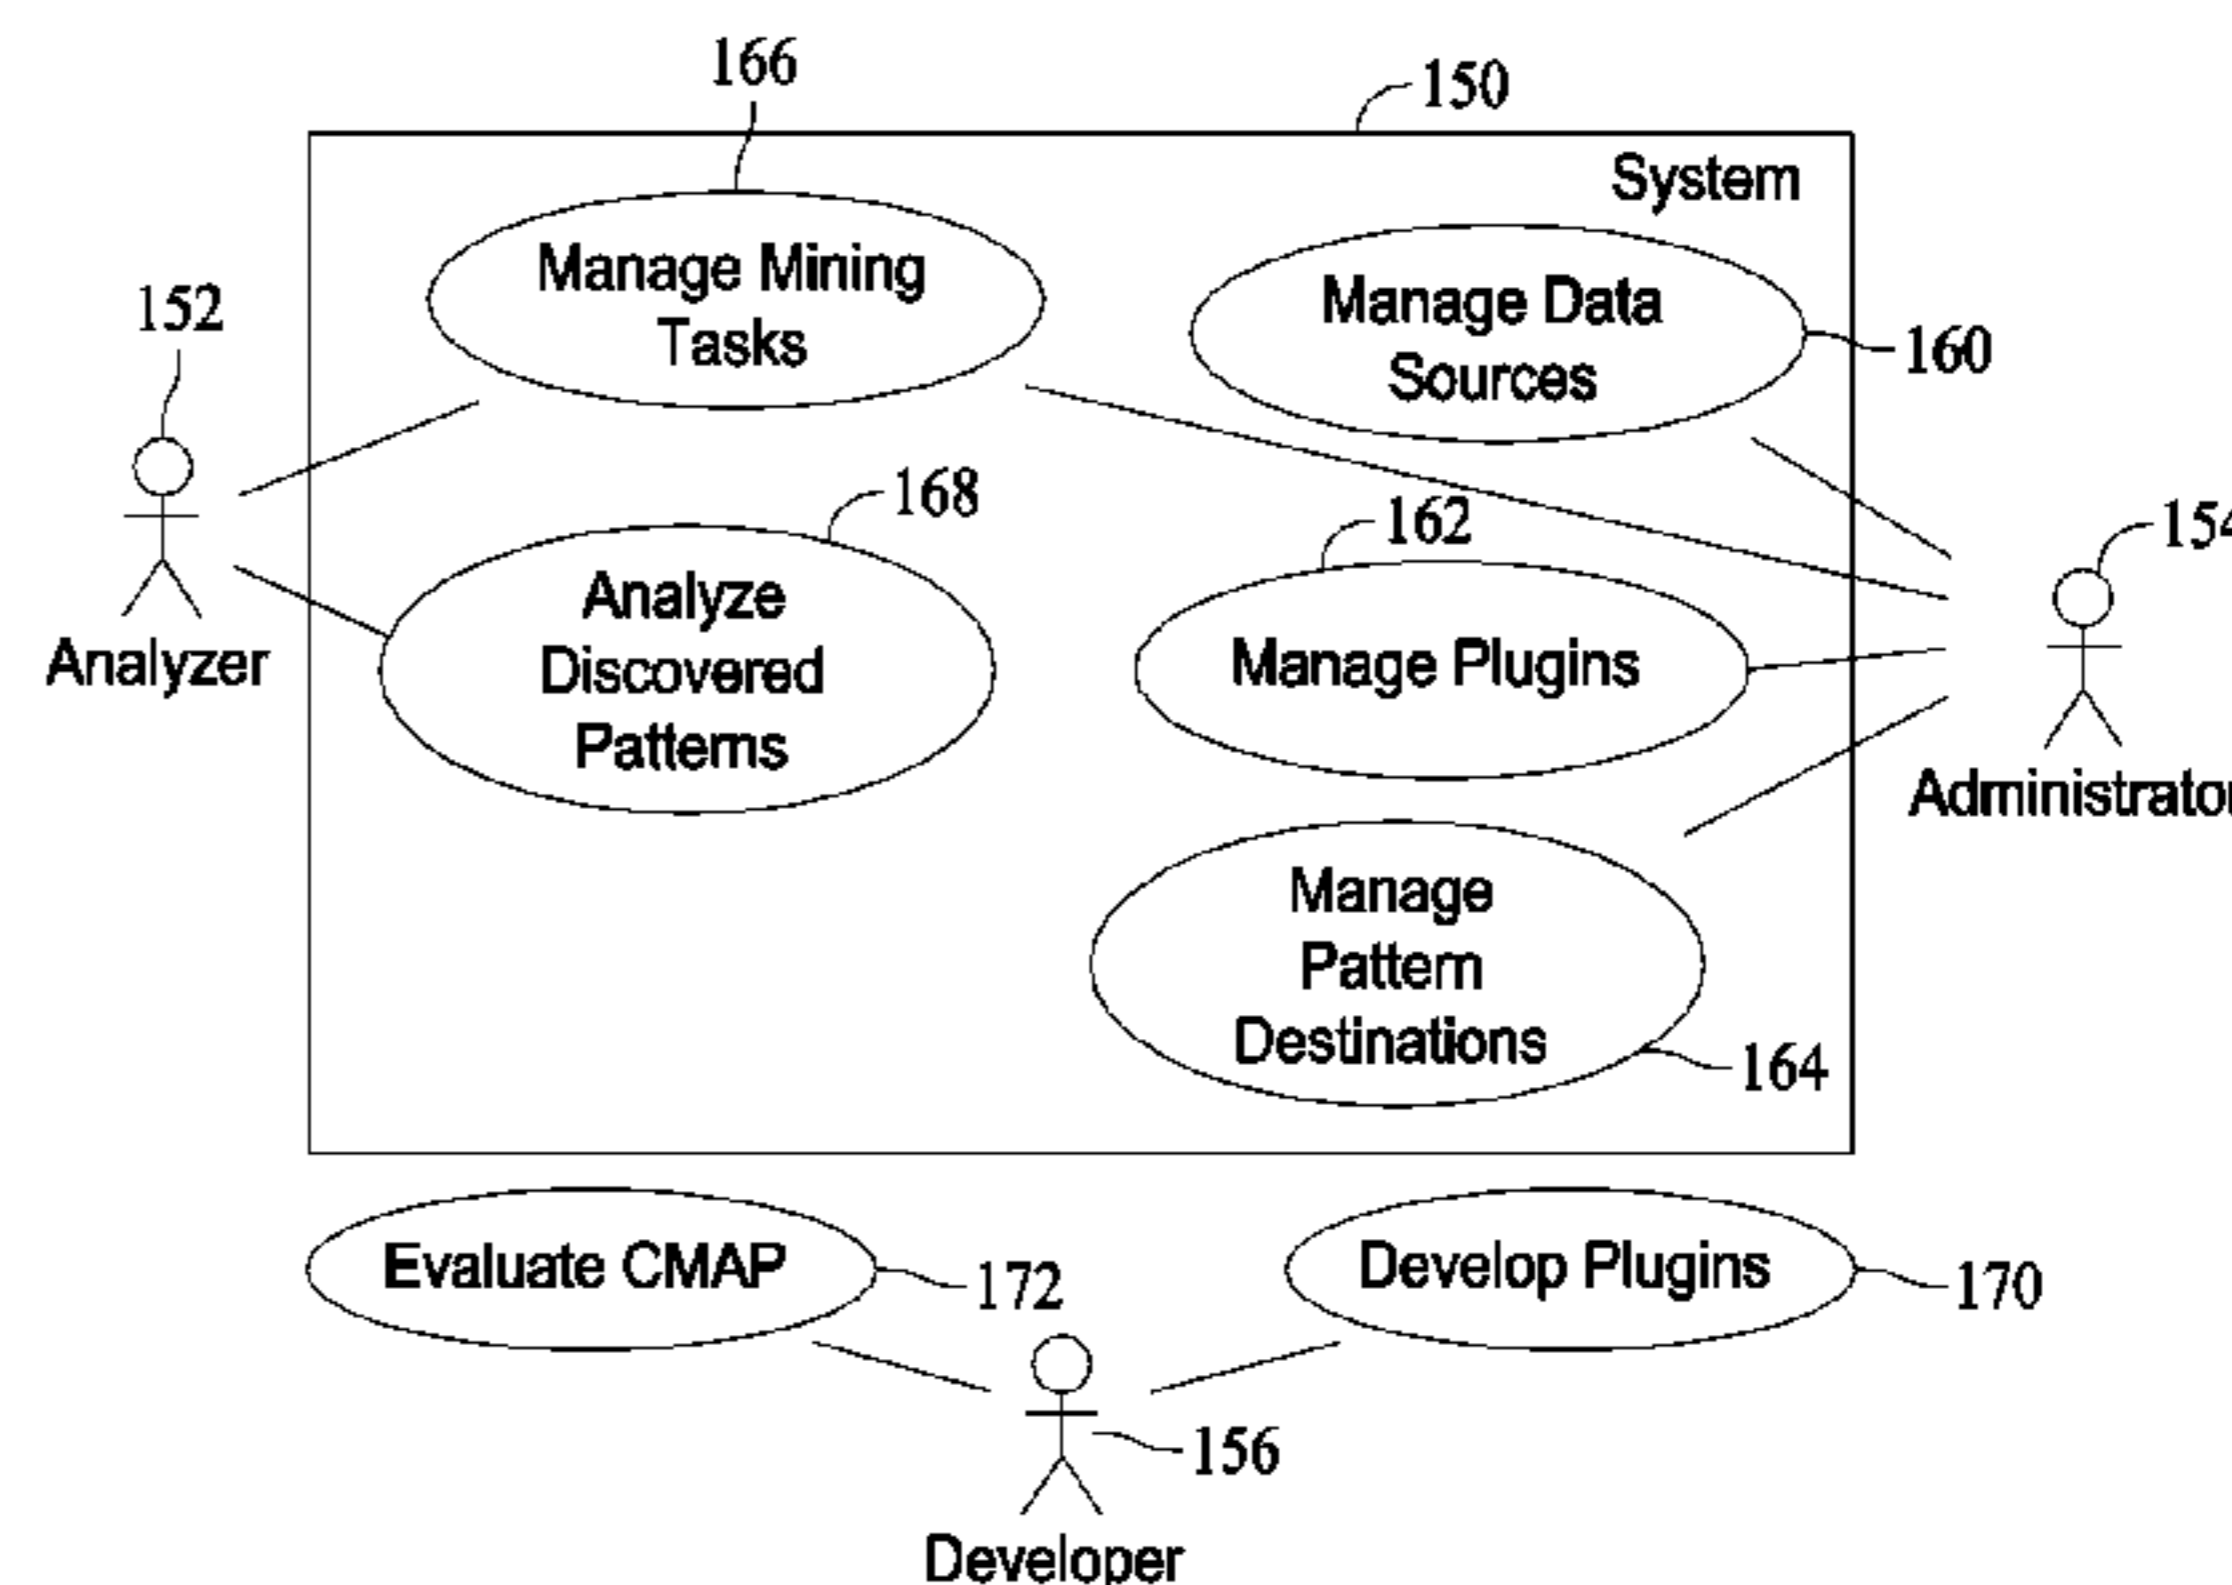 166
150
System
Manage Mining
Tasks
Manage Data
Sources
152
160
168
162
154
Analyze
Discovered
Patterns
Manage Plugins
Analyzer
Administrator
Manage
Pattern
Destinations
164
Evaluate CMAP
172
Develop Plugins
170
156
Developer